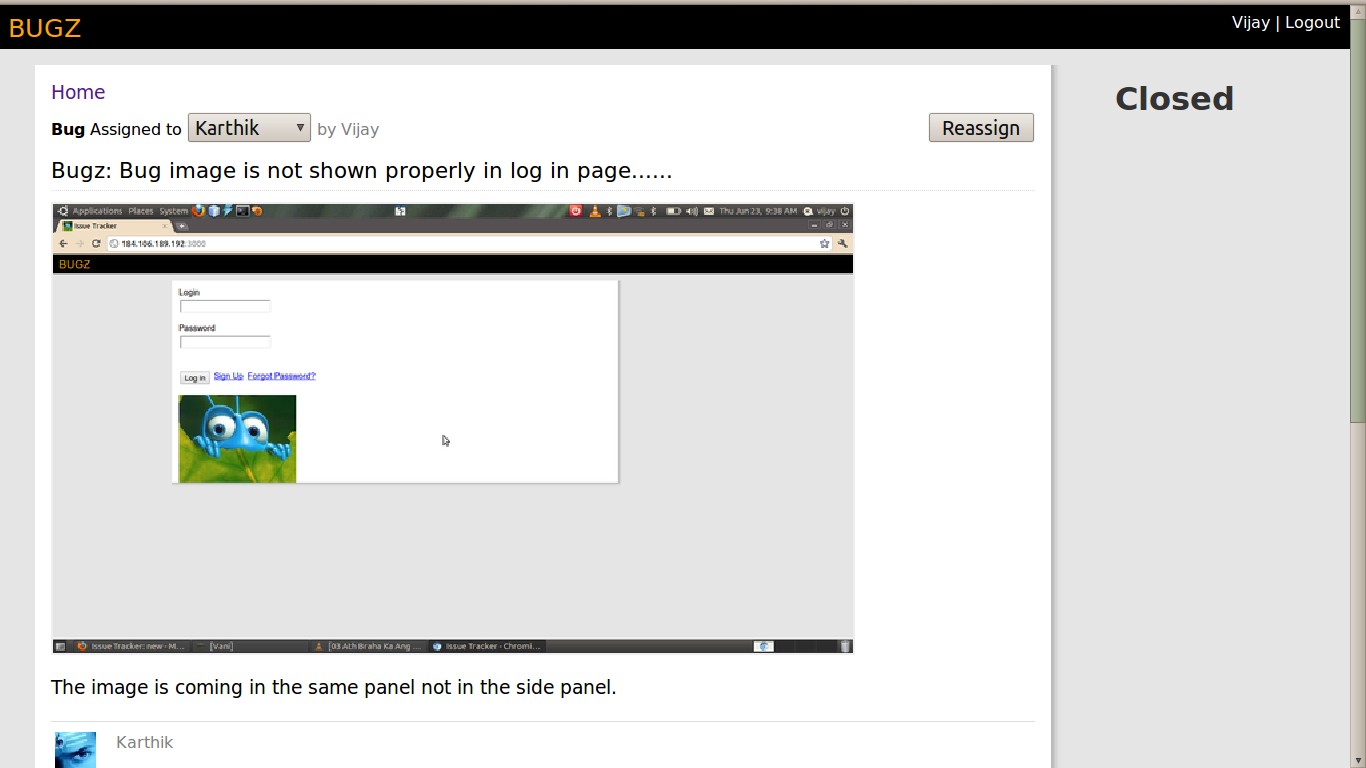 BUGZ
Vijay | Logout
Home
Closed
Bug Assigned to Karthik by Vijay
Reassign
Bugz: Bug image is not shown properly in log in page......
Applications Places System
Thu Jun 23, 9:38 AM vijay
Issue Tracker
184.106.189.192:3000
BUGZ
Login
Password
Log in Sign Up Forgot Password?
Issue Tracker: new - M... [Vani] [03.Ath Biraha Ka Ang ... Issue Tracker - Chromi...
The image is coming in the same panel not in the side panel.
Karthik